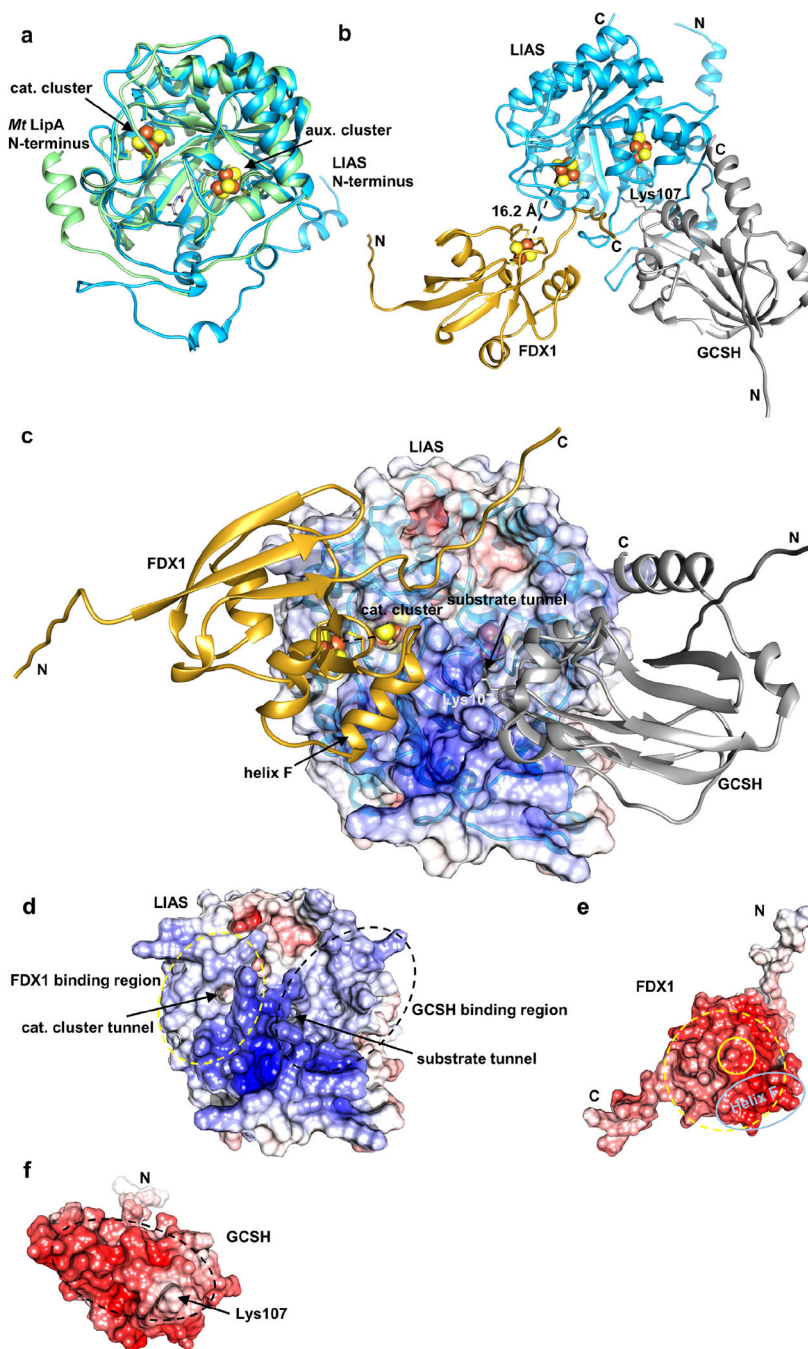 a
cat. cluster
Mt LipA
N-terminus
aux. cluster
LIAS
N-terminus
b
LIAS
C
N
C
Lys107
16.2 Å
C
N
FDX1
GCSH
N
c
LIAS
C
FDX1
C
N
substrate tunnel
cat. cluster
N
Lys107
helix F
GCSH
d
LIAS
FDX1 binding region
cat. cluster tunnel
GCSH binding region
substrate tunnel
e
N
FDX1
C
Helix F
f
N
GCSH
Lys107